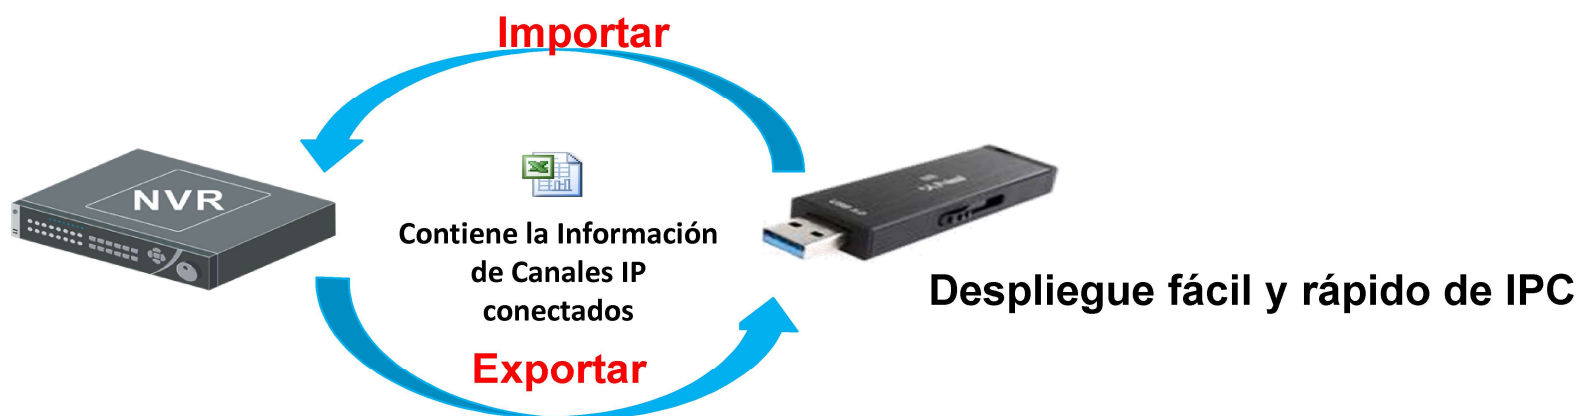 Importar
NVR
Contiene la Información
de Canales IP
conectados
Despliegue fácil y rápido de IPC
Exportar